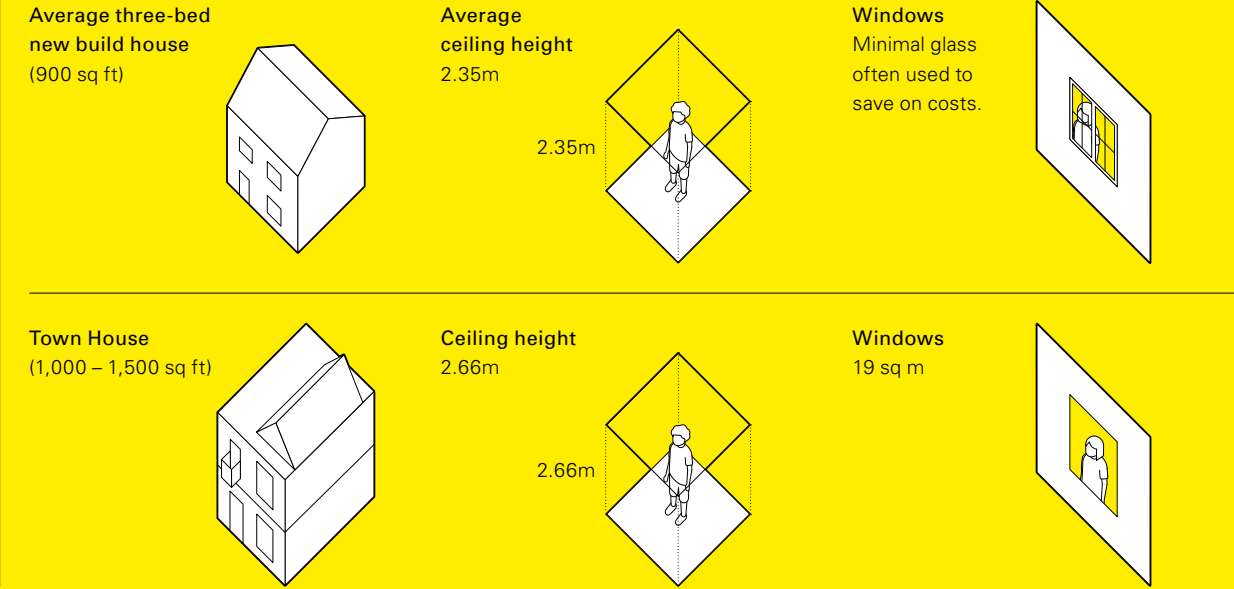 Average three-bed
new build house
(900 sq ft)
Average
ceiling height
2.35m
2.35m
Windows
Minimal glass
often used to
save on costs.
Town House
(1,000 – 1,500 sq ft)
Ceiling height
2.66m
2.66m
Windows
19 sq m